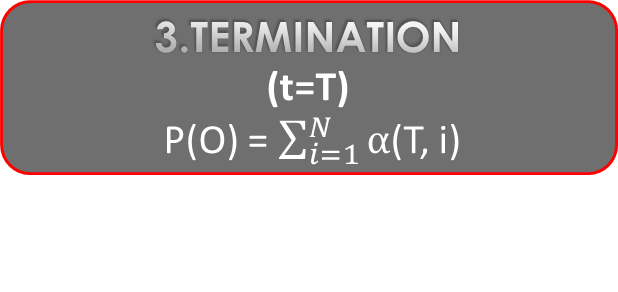 3.TERMINATION
(t=T)
P(O) = ∑_{i=1}^{N} α(T, i)